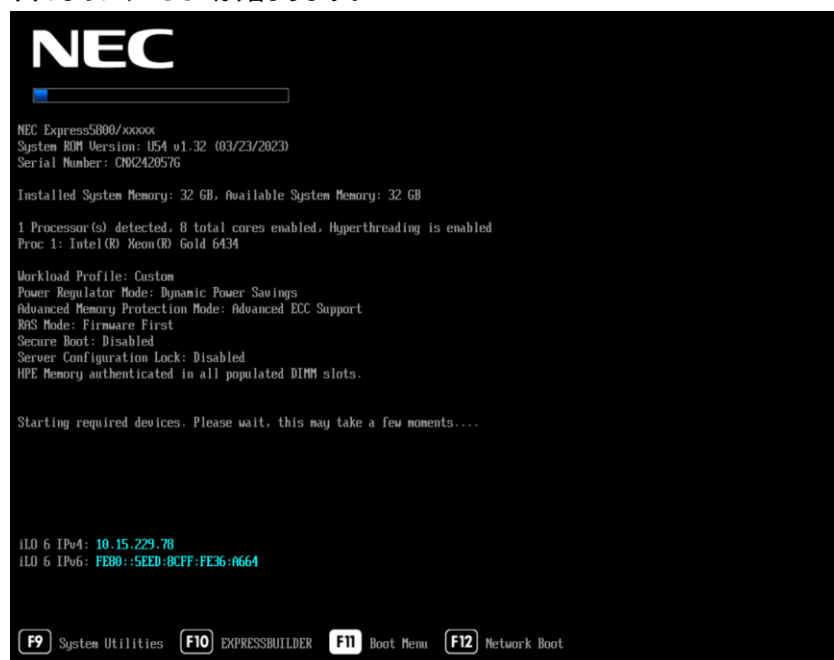 NEC
NEC Express5800/xxxxx
System ROM Version: U54 v1.32 (03/23/2023)
Serial Number: CNX242057G
Installed System Memory: 32 GB, Available System Memory: 32 GB
1 Processor(s) detected, 8 total cores enabled, Hyperthreading is enabled
Proc 1: Intel(R) Xeon(R) Gold 6434
Workload Profile: Custom
Power Regulator Mode: Dynamic Power Savings
Advanced Memory Protection Mode: Advanced ECC Support
RAS Mode: Firmware First
Secure Boot: Disabled
Server Configuration Lock: Disabled
HPE Memory authenticated in all populated DIMM slots.
Starting required devices. Please wait, this may take a few moments....
iLO 6 IPv4: 10.15.229.78
iLO 6 IPv6: FE80::5EED:8CFF:FE36:A664
F9 System Utilities F10 EXPRESSBUILDER F11 Boot Menu F12 Network Boot